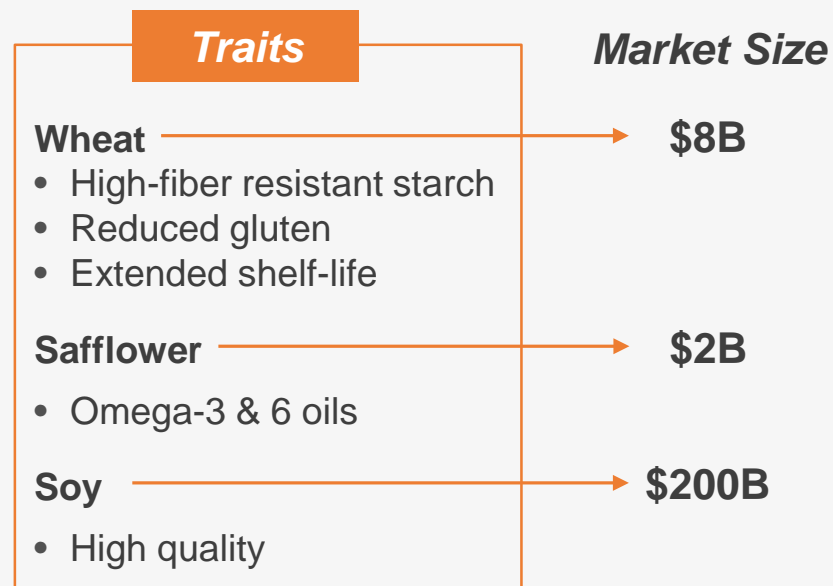 Traits Market Size
Wheat $8B
• High-fiber resistant starch
• Reduced gluten
• Extended shelf-life
Safflower $2B
• Omega-3 & 6 oils
Soy $200B
• High quality